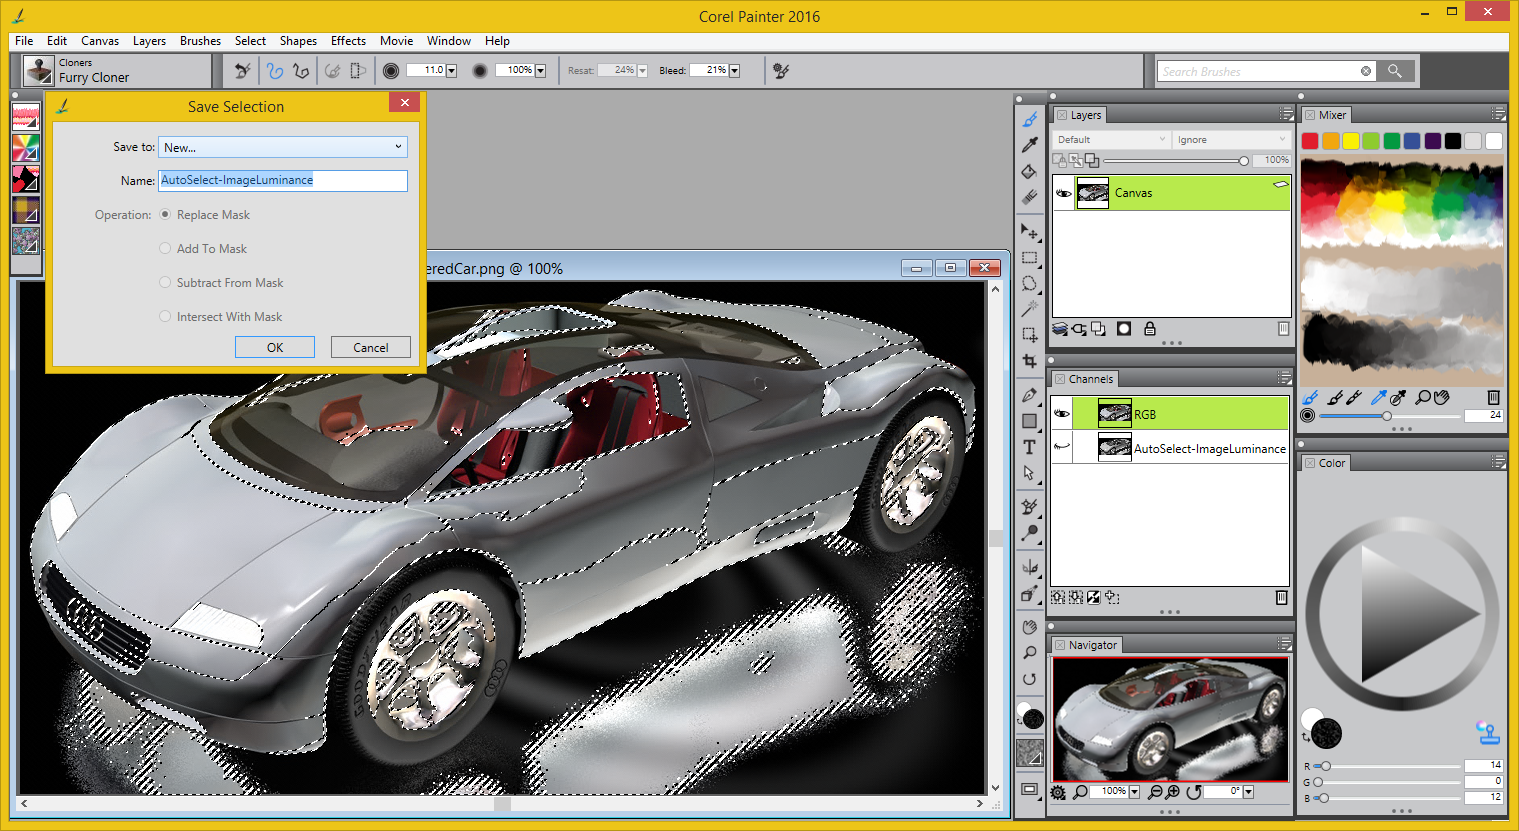 Corel Painter 2016
File Edit Canvas Layers Brushes Select Shapes Effects Movie Window Help
Cloners
Furry Cloner
11.0
100%
Resat: 24%
Bleed: 21%
Search Brushes
Save Selection
Save to: New...
Name: AutoSelect-ImageLuminance
Operation: Replace Mask
Add To Mask
Subtract From Mask
Intersect With Mask
OK Cancel
eredCar.png @ 100%
Layers
Default Ignore
100%
Canvas
Channels
RGB
AutoSelect-ImageLuminance
Navigator
100% 0°
Mixer
24
Color
R 14
G 0
B 12